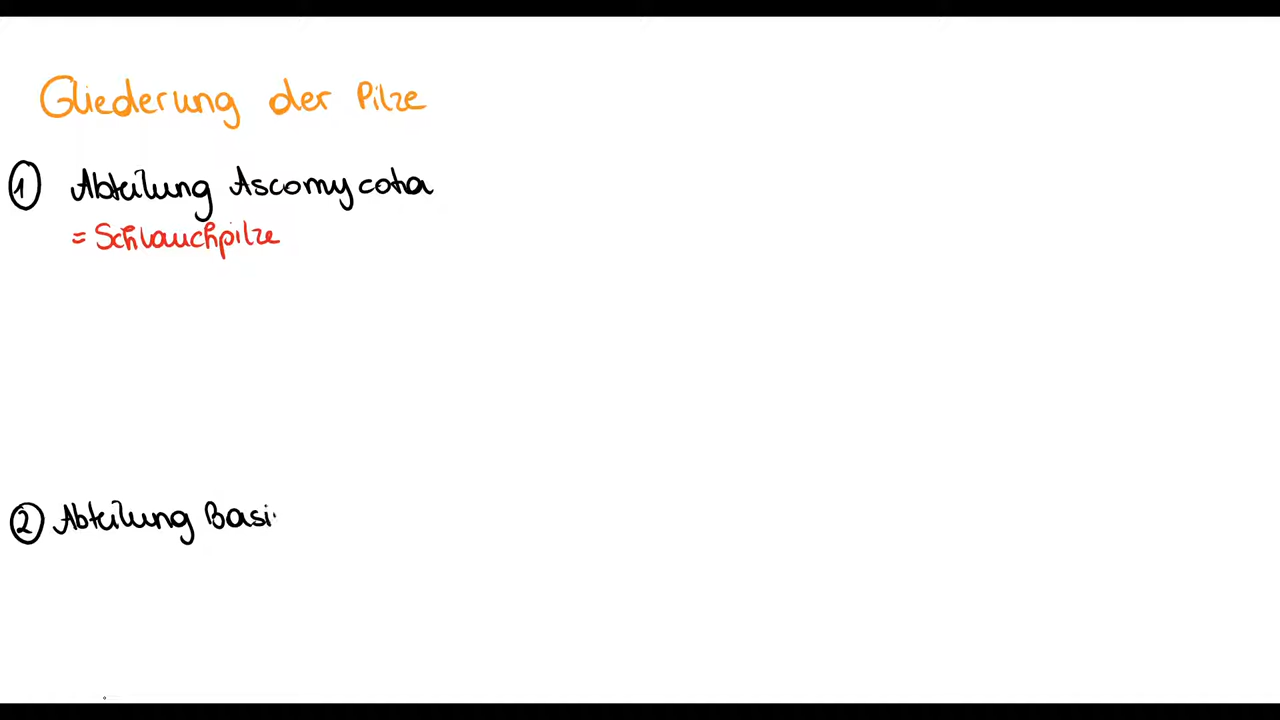 Gliederung der Pilze
① Abteilung Ascomycota
= Schlauchpilze
② Abteilung Basi